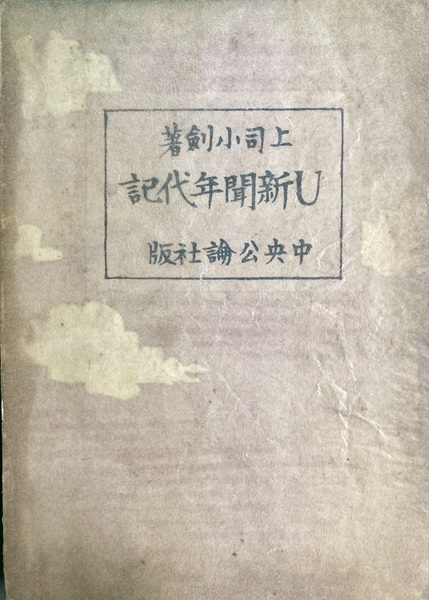 上司小剣著
U新聞年代記
中央公論社版